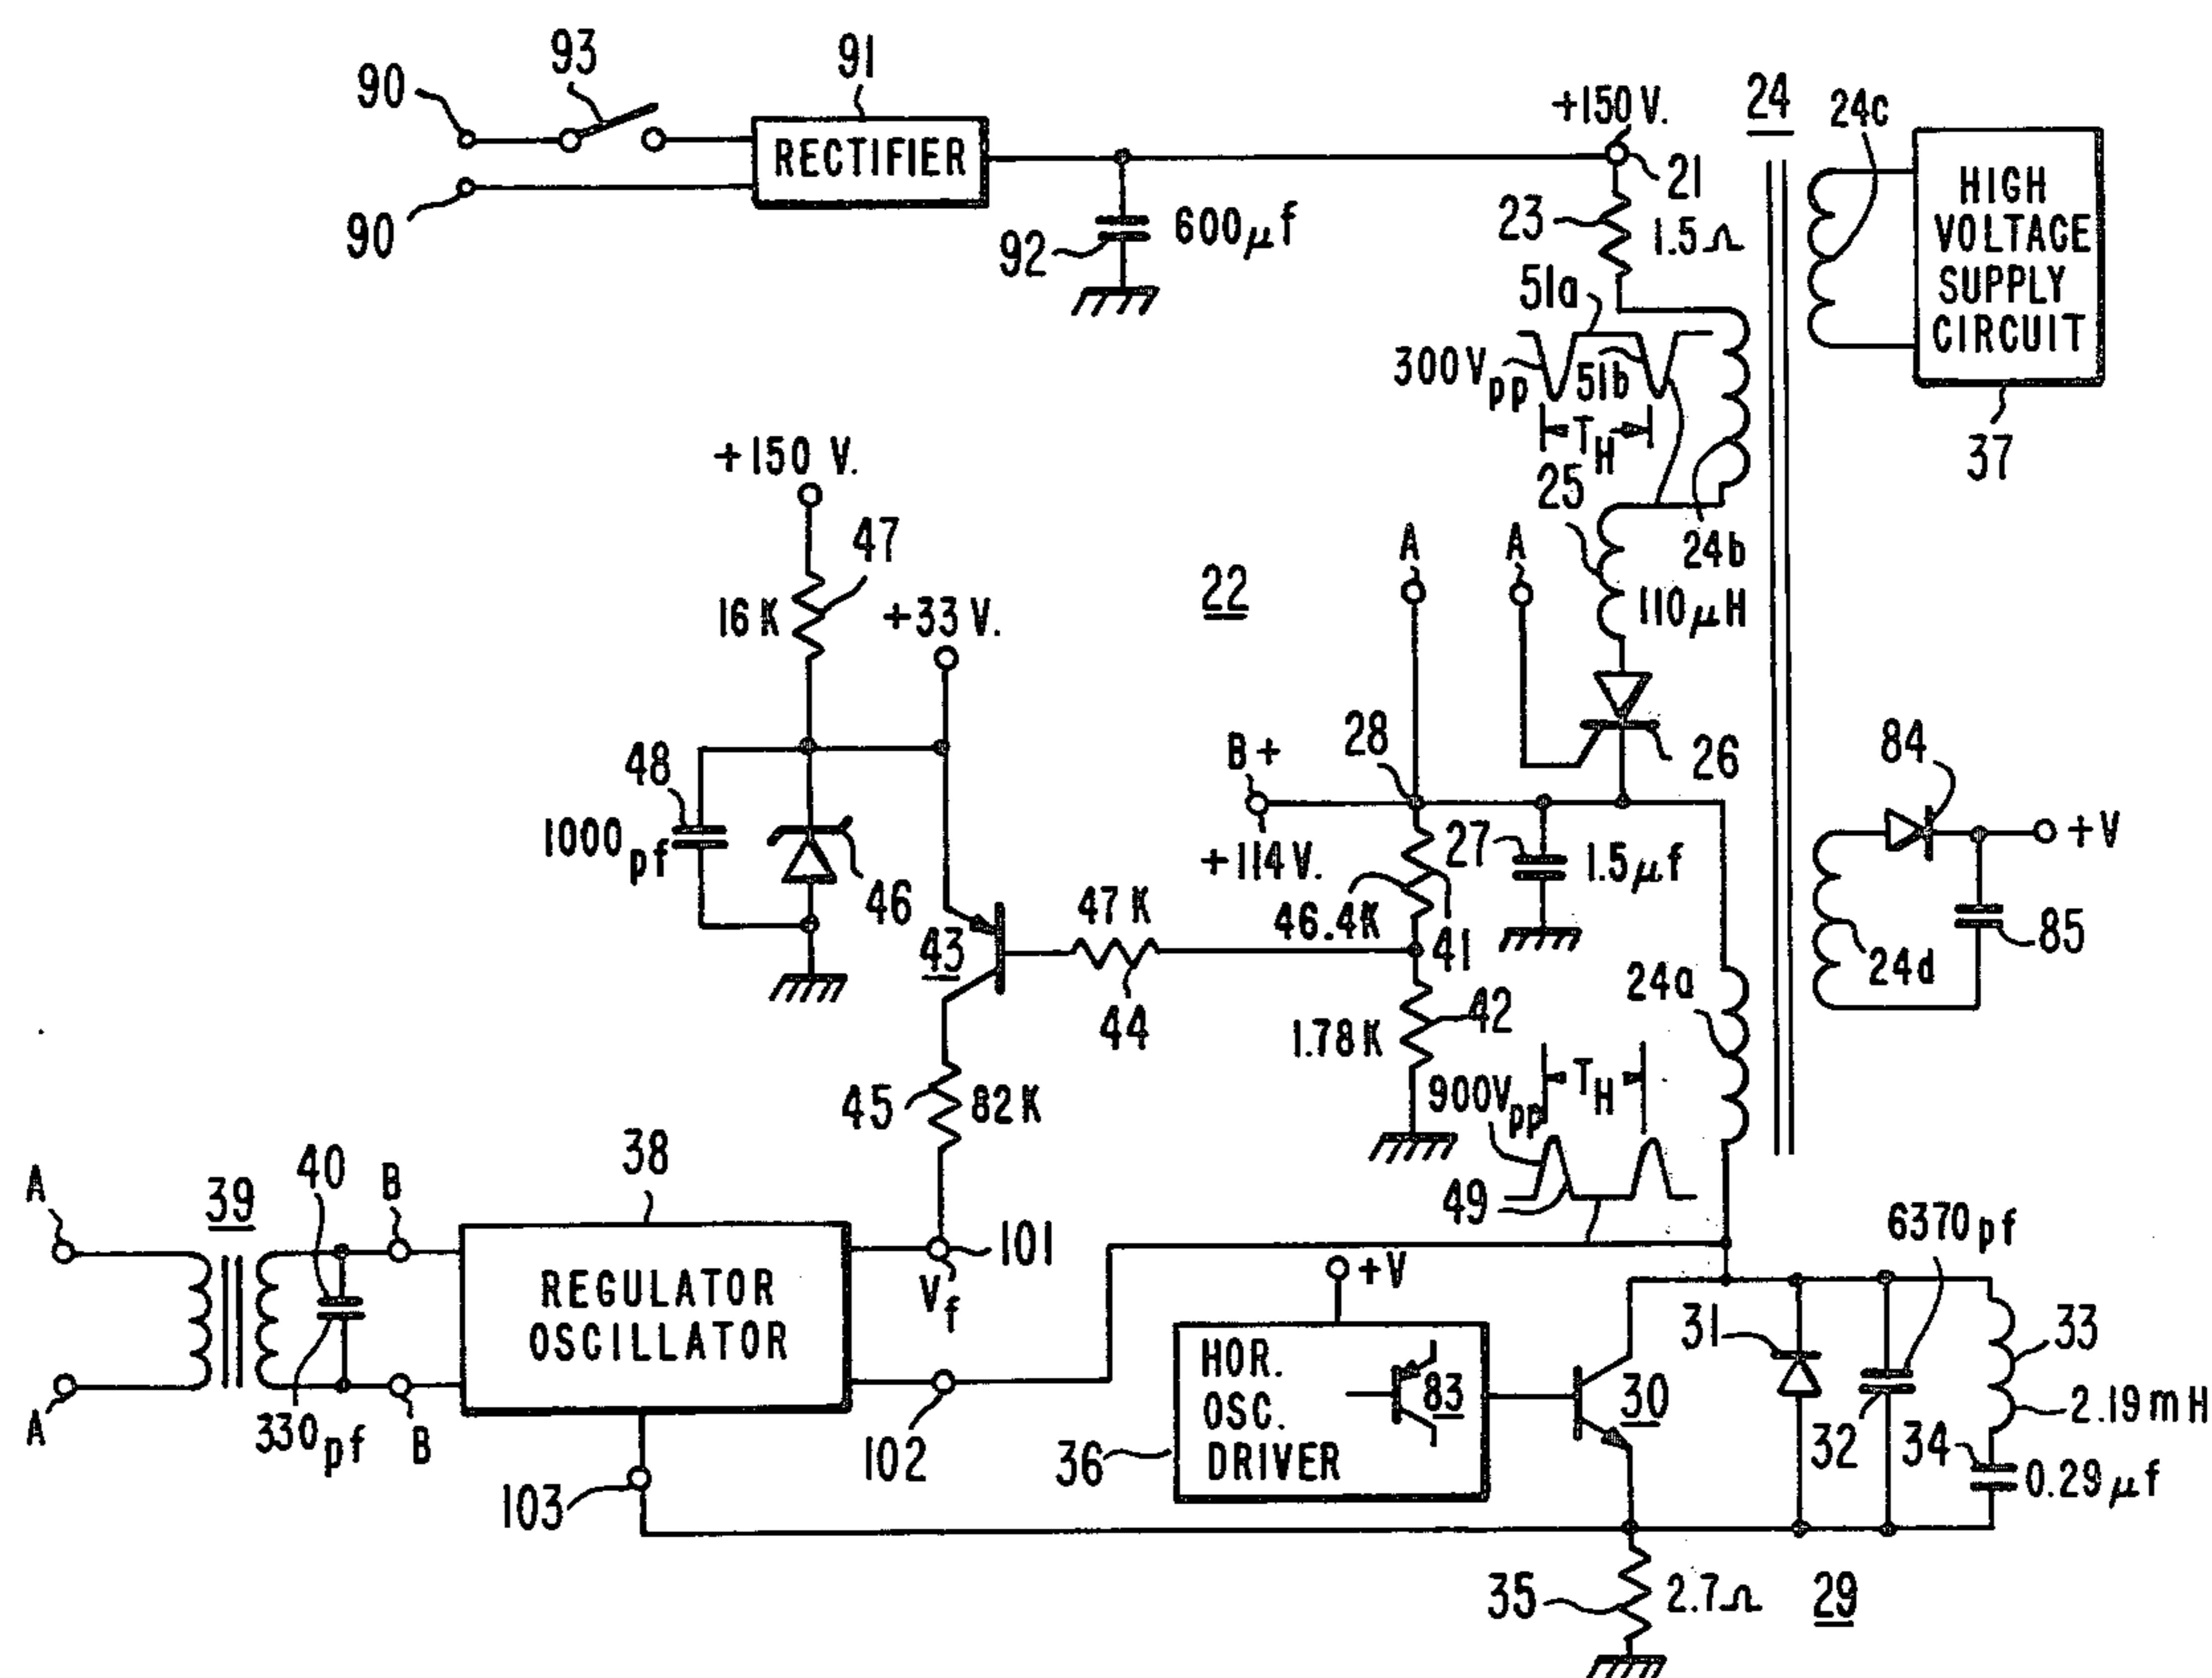 93
90
91
RECTIFIER
90
92
600μf
+150V.
21
23
1.5Ω
24
24c
HIGH
VOLTAGE
SUPPLY
CIRCUIT
37
51a
300Vpp
51b
TH
25
24b
110μH
A
A
22
+150 V.
47
16K
+33 V.
48
1000pf
46
43
47K
44
B+
28
+114V.
27
1.5μf
26
46.4K
41
1.78K
42
24a
84
+V
85
24d
900Vpp
TH
49
45
82K
A
A
39
40
330pf
B
B
38
REGULATOR
OSCILLATOR
101
Vf
102
103
+V
HOR.
OSC.
DRIVER
83
36
30
31
32
6370pf
33
2.19mH
34
0.29μf
35
2.7Ω
29